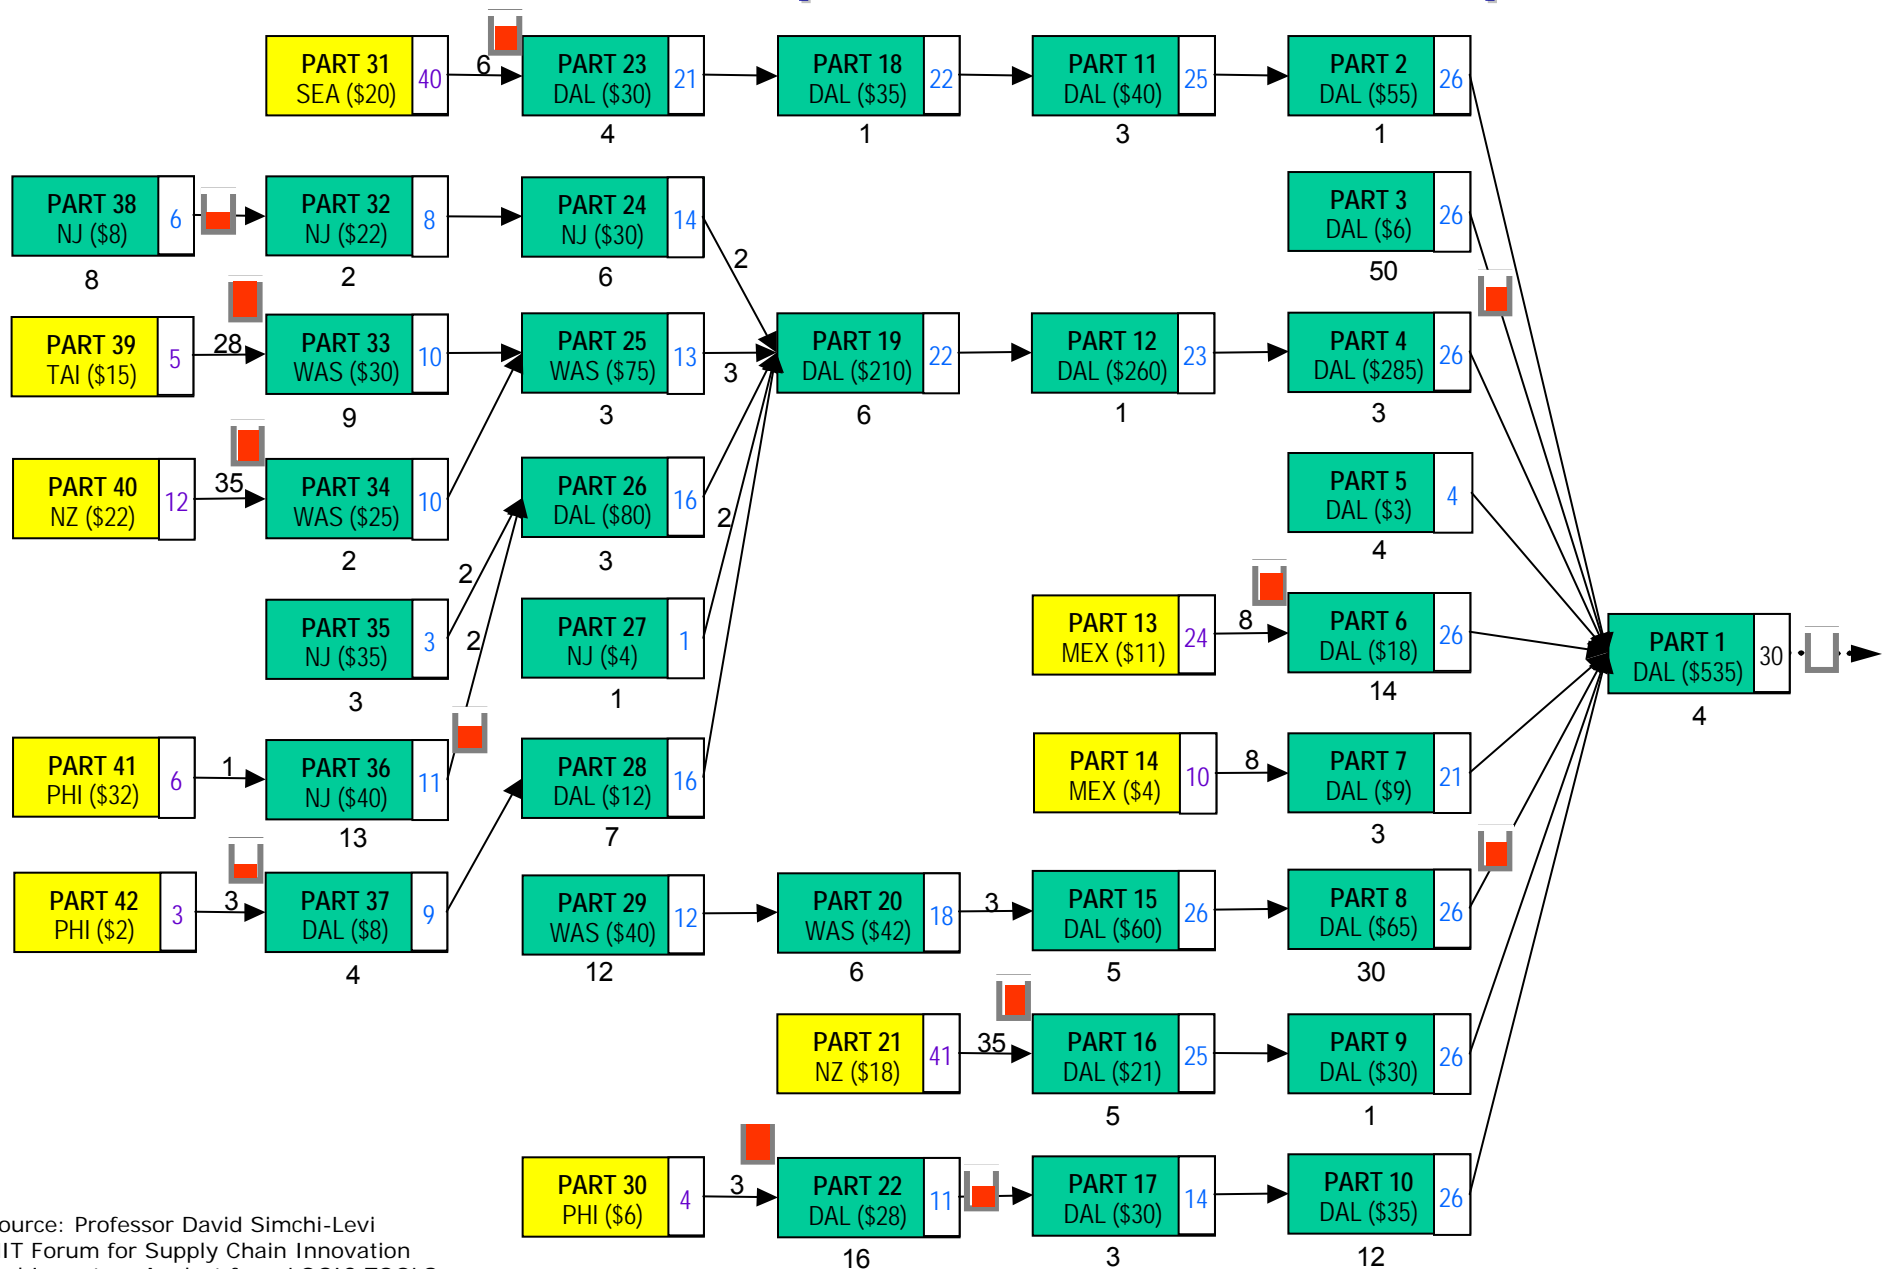 PART 31
SEA ($20)
40
6
PART 23
DAL ($30)
21
4
PART 18
DAL ($35)
22
1
PART 11
DAL ($40)
25
3
PART 2
DAL ($55)
26
1
PART 38
NJ ($8)
6
8
PART 32
NJ ($22)
8
2
PART 24
NJ ($30)
14
6
2
PART 3
DAL ($6)
26
50
PART 39
TAI ($15)
5
28
PART 33
WAS ($30)
10
9
PART 25
WAS ($75)
13
3
3
PART 19
DAL ($210)
22
6
PART 12
DAL ($260)
23
1
PART 4
DAL ($285)
26
3
PART 40
NZ ($22)
12
35
PART 34
WAS ($25)
10
2
PART 26
DAL ($80)
16
3
2
PART 5
DAL ($3)
4
4
2
PART 35
NJ ($35)
3
3
2
PART 27
NJ ($4)
1
1
PART 13
MEX ($11)
24
8
PART 6
DAL ($18)
26
14
PART 1
DAL ($535)
30
4
PART 41
PHI ($32)
6
1
PART 36
NJ ($40)
11
13
PART 28
DAL ($12)
16
7
PART 14
MEX ($4)
10
8
PART 7
DAL ($9)
21
3
PART 42
PHI ($2)
3
3
PART 37
DAL ($8)
9
4
PART 29
WAS ($40)
12
12
PART 20
WAS ($42)
18
6
3
PART 15
DAL ($60)
26
5
PART 8
DAL ($65)
26
30
PART 21
NZ ($18)
41
35
PART 16
DAL ($21)
25
5
PART 9
DAL ($30)
26
1
PART 30
PHI ($6)
4
3
PART 22
DAL ($28)
11
16
PART 17
DAL ($30)
14
3
PART 10
DAL ($35)
26
12
ource: Professor David Simchi-Levi
IT Forum for Supply Chain Innovation